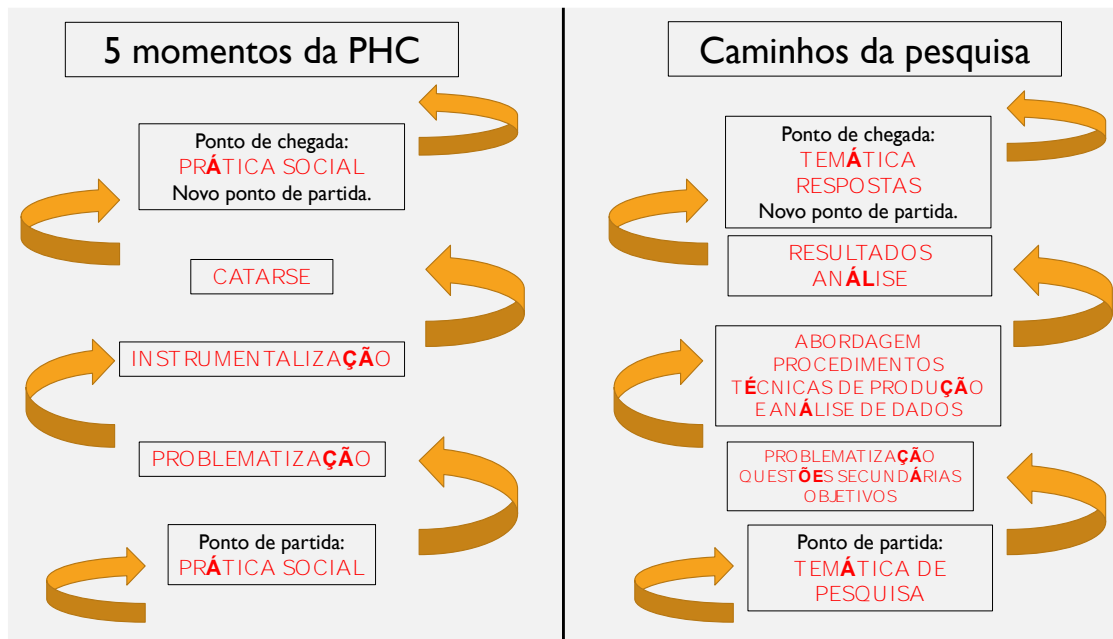 5 momentos da PHC
Ponto de chegada:
PRÁTICA SOCIAL
Novo ponto de partida.
CATARSE
INSTRUMENTALIZAÇÃO
PROBLEMATIZAÇÃO
Ponto de partida:
PRÁTICA SOCIAL
Caminhos da pesquisa
Ponto de chegada:
TEMÁTICA
RESPOSTAS
Novo ponto de partida.
RESULTADOS
ANÁLISE
ABORDAGEM
PROCEDIMENTOS
TÉCNICAS DE PRODUÇÃO
E ANÁLISE DE DADOS
PROBLEMATIZAÇÃO
QUESTÕES SECUNDÁRIAS
OBJETIVOS
Ponto de partida:
TEMÁTICA DE
PESQUISA